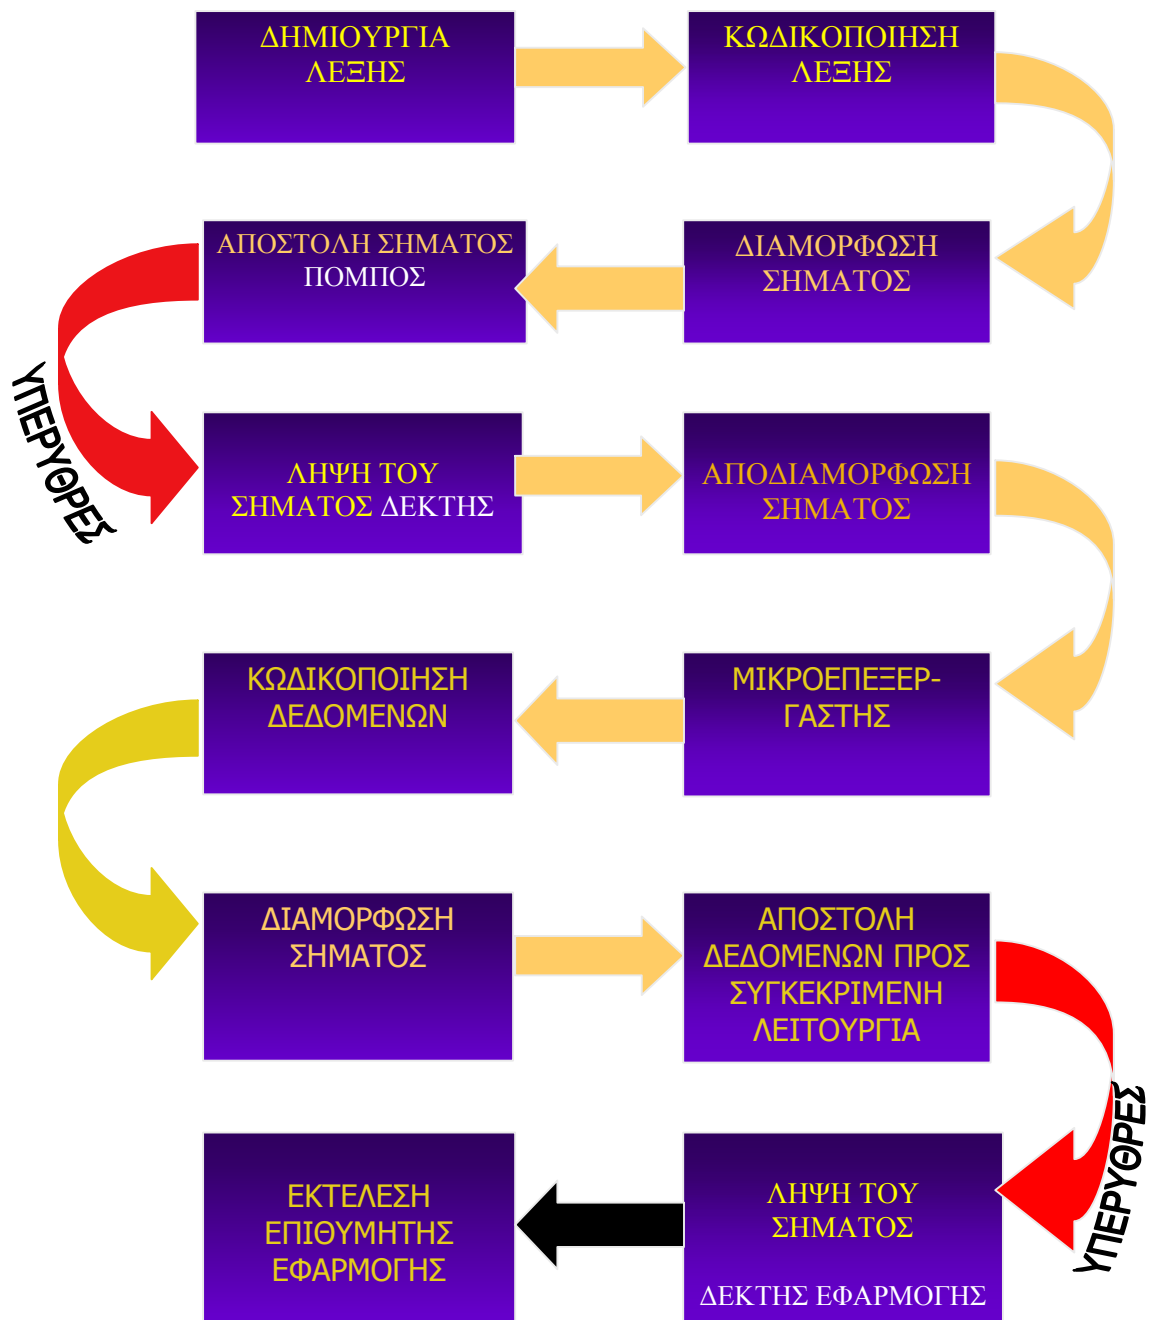 ΔΗΜΙΟΥΡΓΙΑ
ΛΕΞΗΣ
ΚΩΔΙΚΟΠΟΙΗΣΗ
ΛΕΞΗΣ
ΔΙΑΜΟΡΦΩΣΗ
ΣΗΜΑΤΟΣ
ΑΠΟΣΤΟΛΗ ΣΗΜΑΤΟΣ
ΠΟΜΠΟΣ
ΥΠΕΡΥΘΡΕΣ
ΛΗΨΗ ΤΟΥ
ΣΗΜΑΤΟΣ ΔΕΚΤΗΣ
ΑΠΟΔΙΑΜΟΡΦΩΣΗ
ΣΗΜΑΤΟΣ
ΜΙΚΡΟΕΠΕΞΕΡ-
ΓΑΣΤΗΣ
ΚΩΔΙΚΟΠΟΙΗΣΗ
ΔΕΔΟΜΕΝΩΝ
ΔΙΑΜΟΡΦΩΣΗ
ΣΗΜΑΤΟΣ
ΑΠΟΣΤΟΛΗ
ΔΕΔΟΜΕΝΩΝ ΠΡΟΣ
ΣΥΓΚΕΚΡΙΜΕΝΗ
ΛΕΙΤΟΥΡΓΙΑ
ΥΠΕΡΥΘΡΕΣ
ΛΗΨΗ ΤΟΥ
ΣΗΜΑΤΟΣ
ΔΕΚΤΗΣ ΕΦΑΡΜΟΓΗΣ
ΕΚΤΕΛΕΣΗ
ΕΠΙΘΥΜΗΤΗΣ
ΕΦΑΡΜΟΓΗΣ